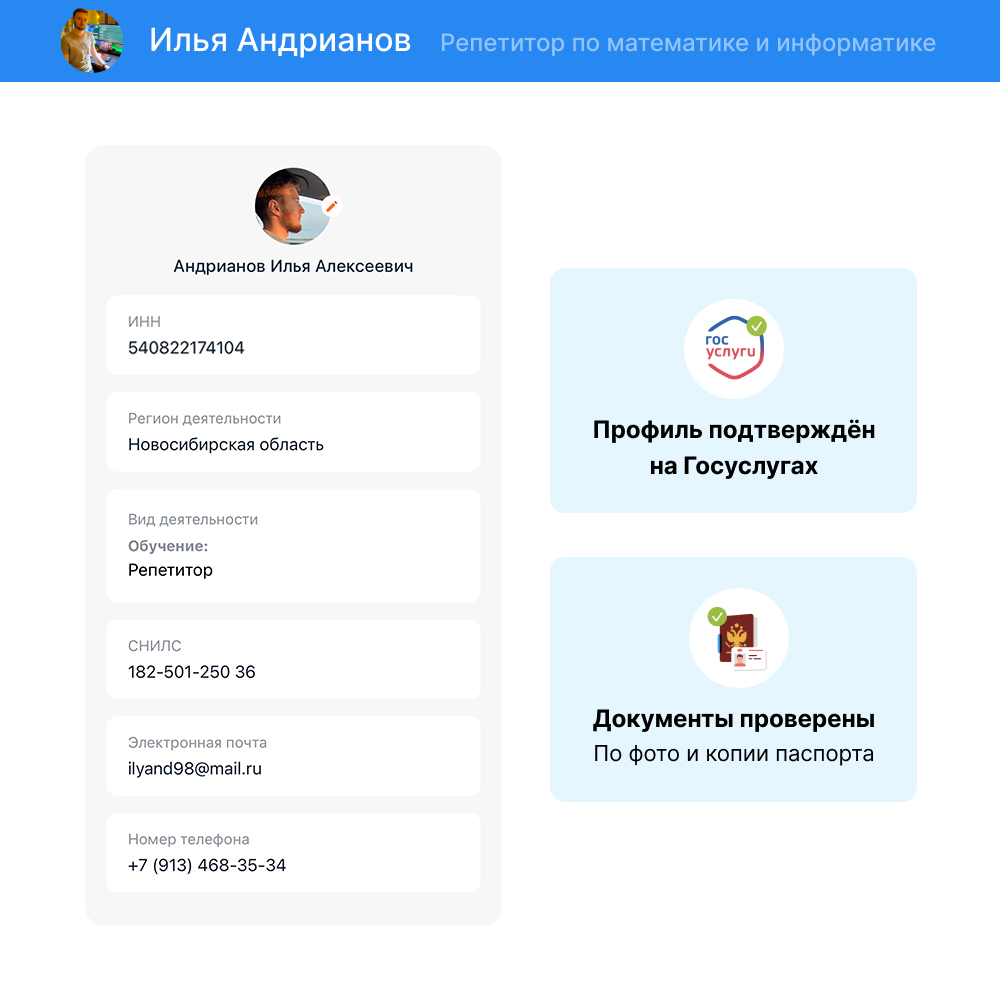 Илья Андрианов
Репетитор по математике и информатике
Андрианов Илья Алексеевич
ИНН
540822174104
Регион деятельности
Новосибирская область
Вид деятельности
Обучение:
Репетитор
СНИЛС
182-501-250 36
Электронная почта
ilyand98@mail.ru
Номер телефона
+7 (913) 468-35-34
гос
услуги
Профиль подтверждён
на Госуслугах
Документы проверены
По фото и копии паспорта